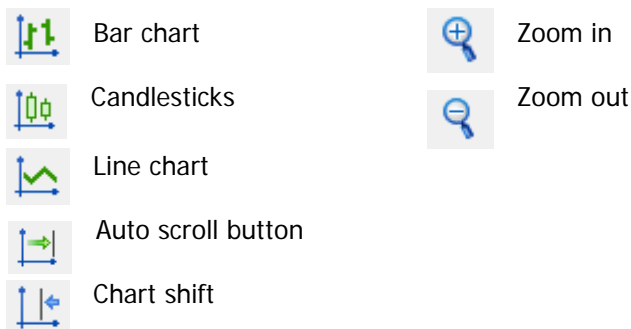 Bar chart
Candlesticks
Line chart
Auto scroll button
Chart shift
Zoom in
Zoom out